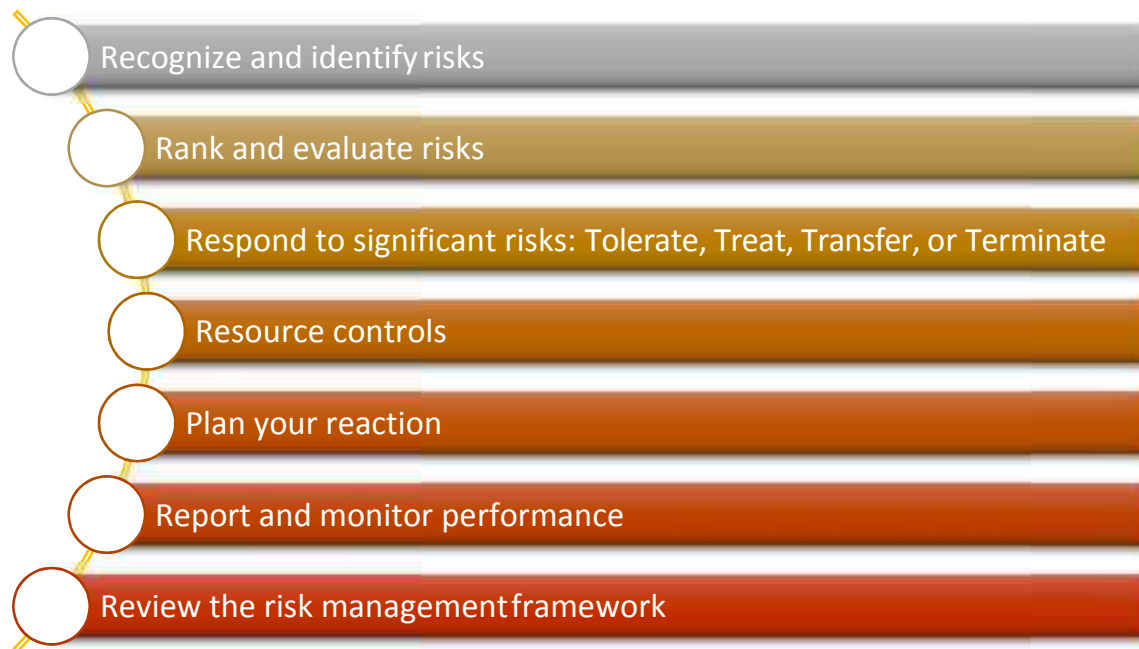 Recognize and identify risks
Rank and evaluate risks
Respond to significant risks: Tolerate, Treat, Transfer, or Terminate
Resource controls
Plan your reaction
Report and monitor performance
Review the risk management framework